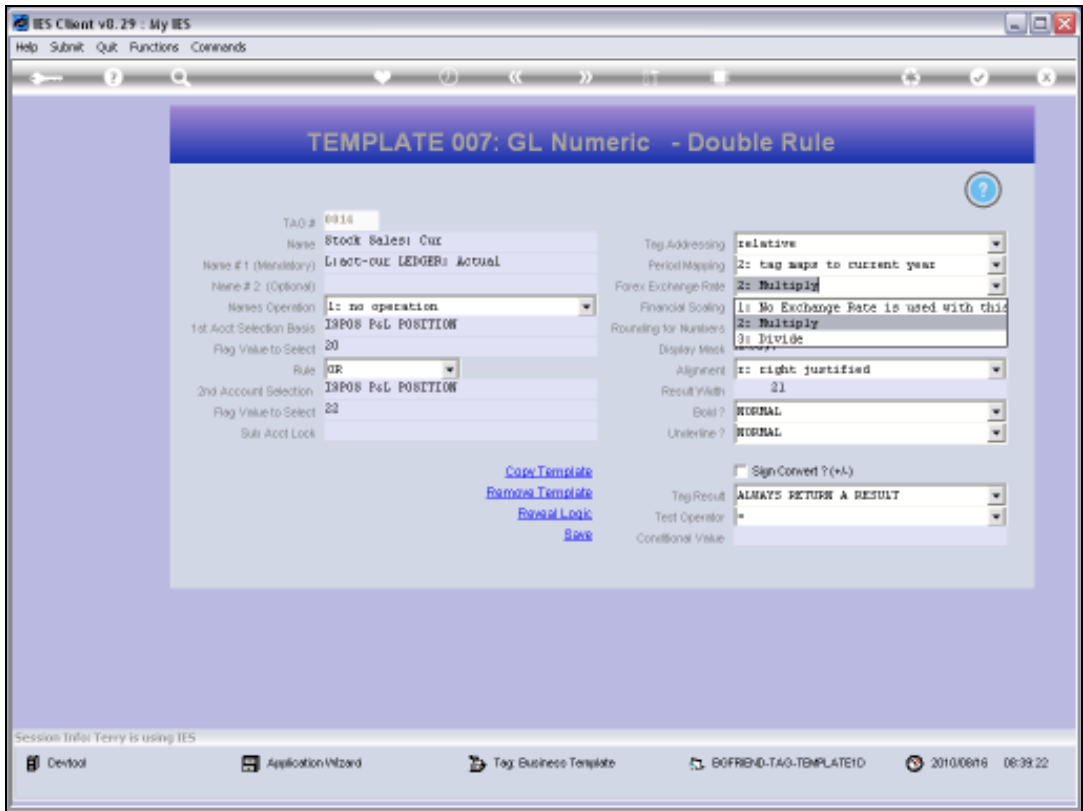 IES Client v8.29 : My IES
Help Submit Quit Functions Commands
TEMPLATE 007: GL Numeric - Double Rule
TAG # 0016
Name Stock Sales: Cur
Name # 1 (Mandatory) L:act-cur LEDGER: Actual
Name # 2 (Optional)
Names Operation 1: no operation
1st Acct Selection Basis ISPOS P&L POSITION
Flag Value to Select 20
Rule OR
2nd Account Selection ISPOS P&L POSITION
Flag Value to Select 22
Sub Acct Lock
Tag Addressing relative
Period Mapping 2: tag maps to current year
Forex Exchange Rate 2: Multiply
Financial Scaling 1: No Exchange Rate is used with this
Rounding for Numbers 2: Multiply
3: Divide
Display Mask
Alignment r: right justified
Result Width 21
Bold ? NORMAL
Underline ? NORMAL
Copy Template
Remove Template
Reveal Logic
Save
Sign Convert ? (+/-)
Tag Result ALWAYS RETURN A RESULT
Test Operator =
Conditional Value
Session Info: Terry is using IES
Devtool Application Wizard Tag: Business Template BOFRIEND-TAG-TEMPLATE1D 2010/08/16 08:39:22